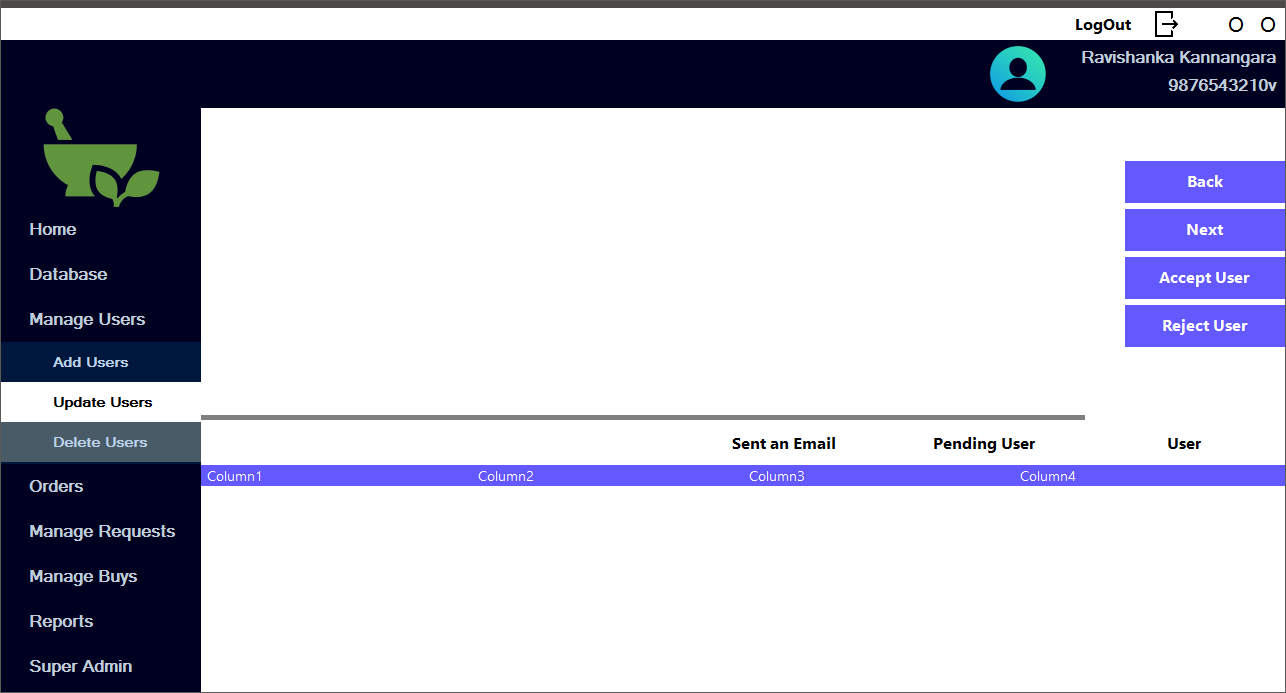 LogOut
Ravishanka Kannangara
9876543210v
Home
Database
Manage Users
Add Users
Update Users
Delete Users
Orders
Manage Requests
Manage Buys
Reports
Super Admin
Back
Next
Accept User
Reject User
Sent an Email Pending User User
Column1 Column2 Column3 Column4